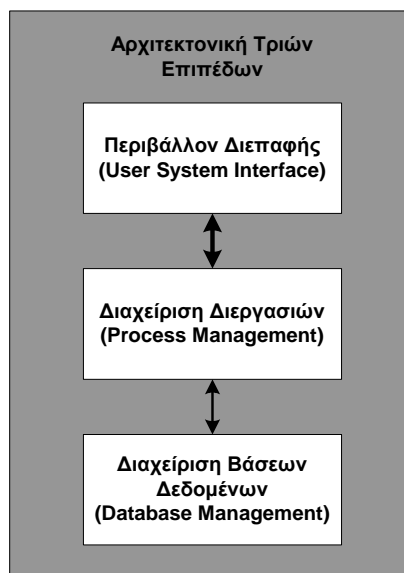 Αρχιτεκτονική Τριών
Επιπέδων
Περιβάλλον Διεπαφής
(User System Interface)
Διαχείριση Διεργασιών
(Process Management)
Διαχείριση Βάσεων
Δεδομένων
(Database Management)